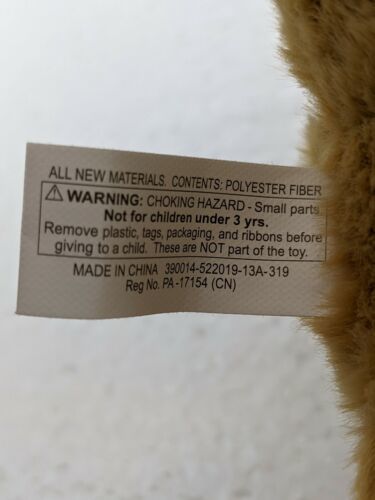 ALL NEW MATERIALS. CONTENTS: POLYESTER FIBER
⚠ WARNING: CHOKING HAZARD - Small parts.
Not for children under 3 yrs.
Remove plastic, tags, packaging, and ribbons before
giving to a child. These are NOT part of the toy.
MADE IN CHINA 390014-522019-13A-319
Reg No. PA-17154 (CN)